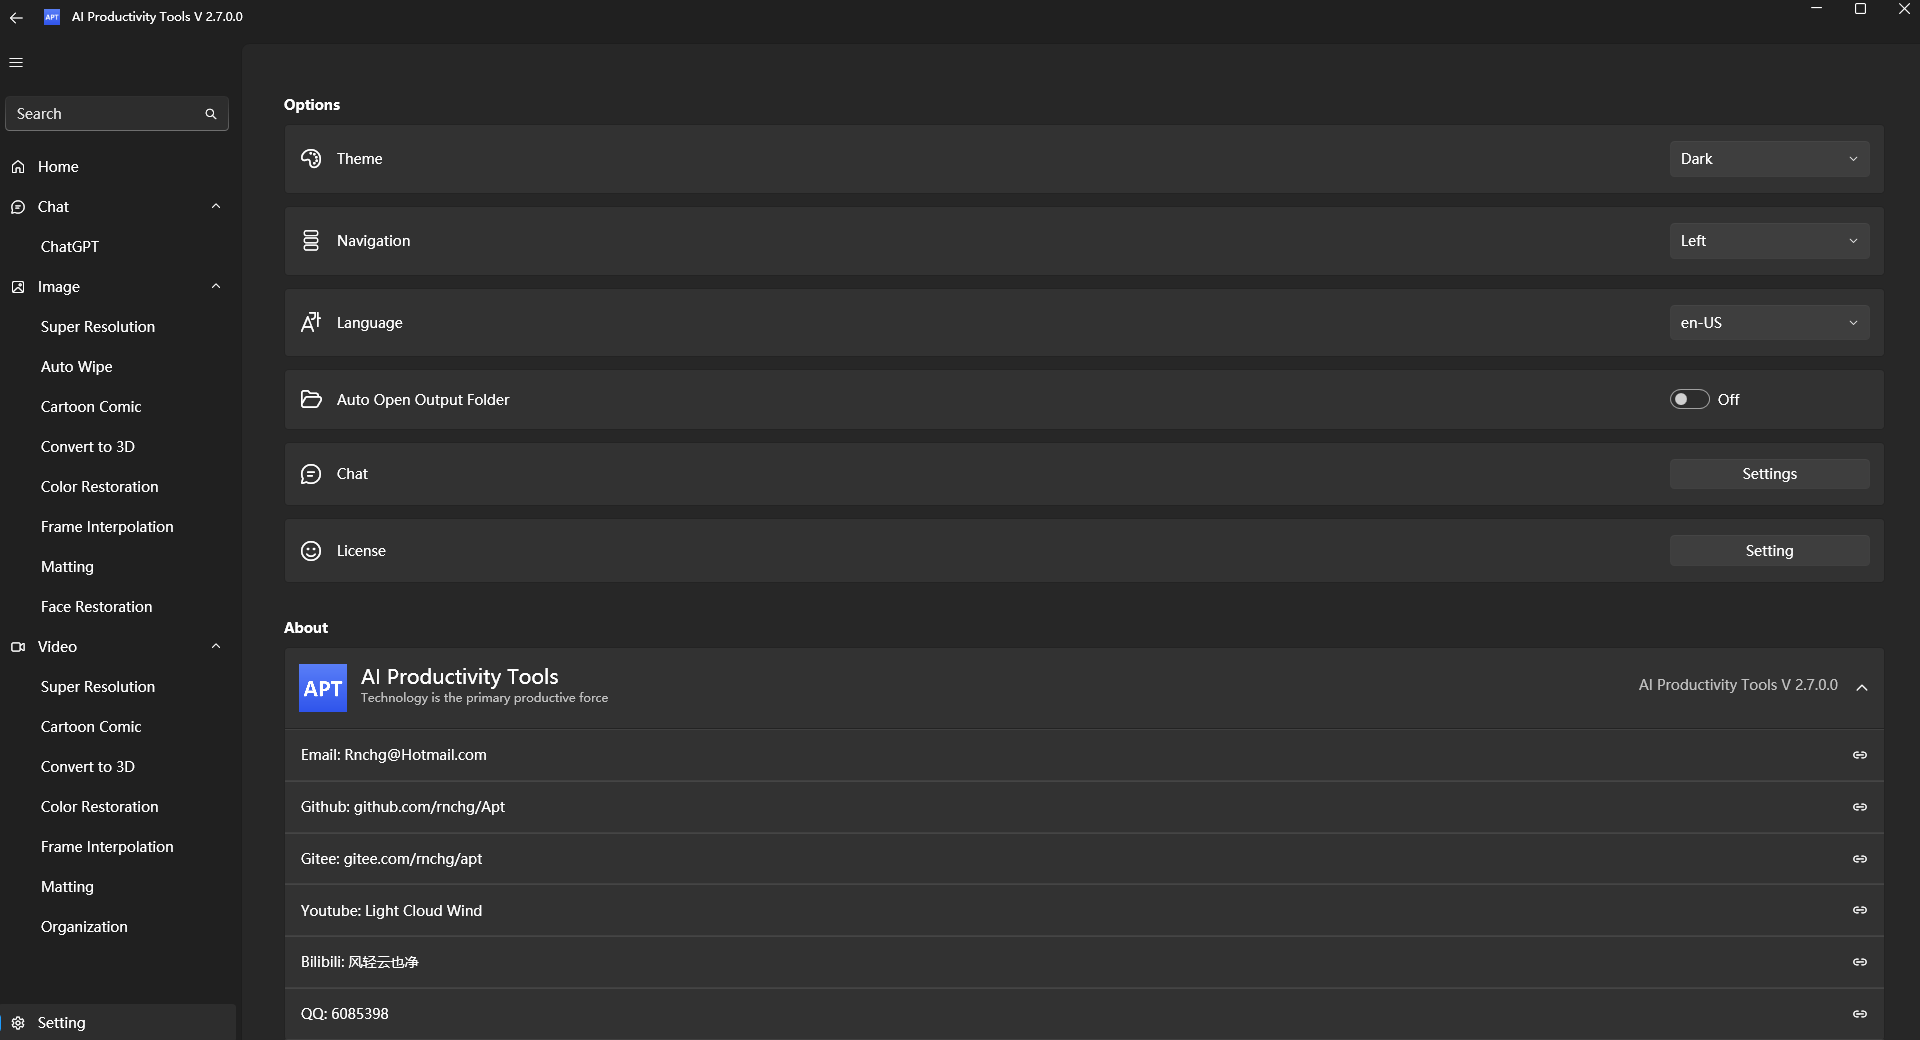 APT AI Productivity Tools V 2.7.0.0
Search
Home
Chat
ChatGPT
Image
Super Resolution
Auto Wipe
Cartoon Comic
Convert to 3D
Color Restoration
Frame Interpolation
Matting
Face Restoration
Video
Super Resolution
Cartoon Comic
Convert to 3D
Color Restoration
Frame Interpolation
Matting
Organization
Setting
Options
Theme Dark
Navigation Left
Language en-US
Auto Open Output Folder Off
Chat Settings
License Setting
About
APT AI Productivity Tools
Technology is the primary productive force
AI Productivity Tools V 2.7.0.0
Email: Rnchg@Hotmail.com
Github: github.com/rnchg/Apt
Gitee: gitee.com/rnchg/apt
Youtube: Light Cloud Wind
Bilibili: 风轻云也净
QQ: 6085398